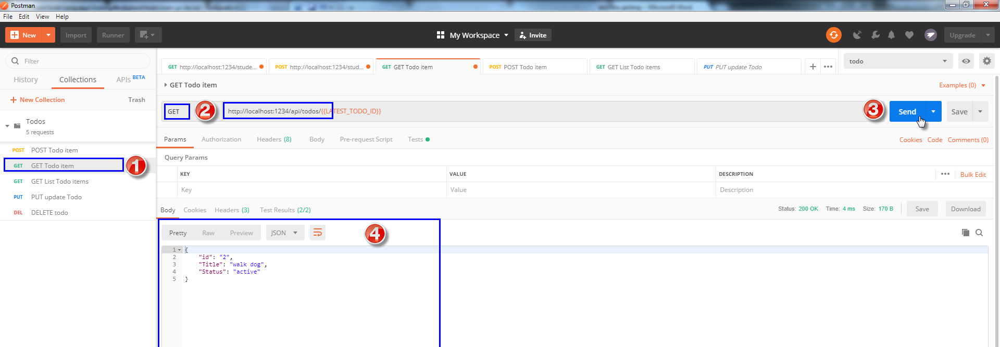 Postman
File Edit View Help
New Import Runner My Workspace Invite Upgrade
Filter
History Collections APIs BETA
New Collection Trash
Todos
5 requests
POST POST Todo item
GET GET Todo item 1
GET GET List Todo items
PUT PUT update Todo
DEL DELETE todo
GET http://localhost:1234/stude... POST http://localhost:1234/stud... GET GET Todo item POST POST Todo item GET GET List Todo items PUT PUT update Todo + ••• todo
GET Todo item Examples (0)
GET 2 http://localhost:1234/api/todos/{{LATEST_TODO_ID}} 3 Send Save
Params Authorization Headers (8) Body Pre-request Script Tests Cookies Code Comments (0)
Query Params
KEY VALUE DESCRIPTION ••• Bulk Edit
Key Value Description
Body Cookies Headers (3) Test Results (2/2) Status: 200 OK Time: 4 ms Size: 170 B Save Download
Pretty Raw Preview JSON 4
1 {
2 "id": "2",
3 "Title": "walk dog",
4 "Status": "active"
5 }